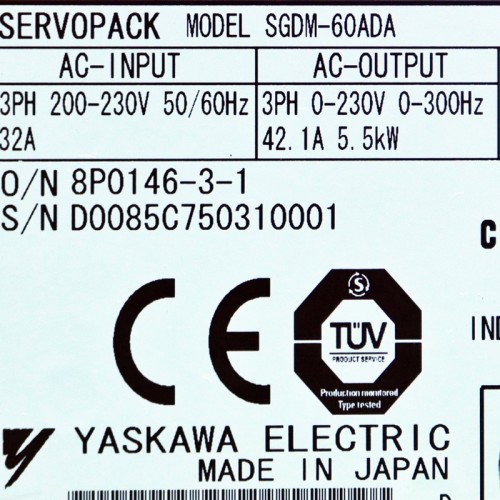 SERVOPACK MODEL SGDM-60ADA
AC-INPUT AC-OUTPUT
3PH 200-230V 50/60Hz 3PH 0-230V 0-300Hz
32A 42.1A 5.5kW
O/N 8P0146-3-1
S/N D0085C750310001
C
CE
TÜV
PRODUCT SERVICE
IND
Production monitored
Type tested
YASKAWA ELECTRIC
MADE IN JAPAN